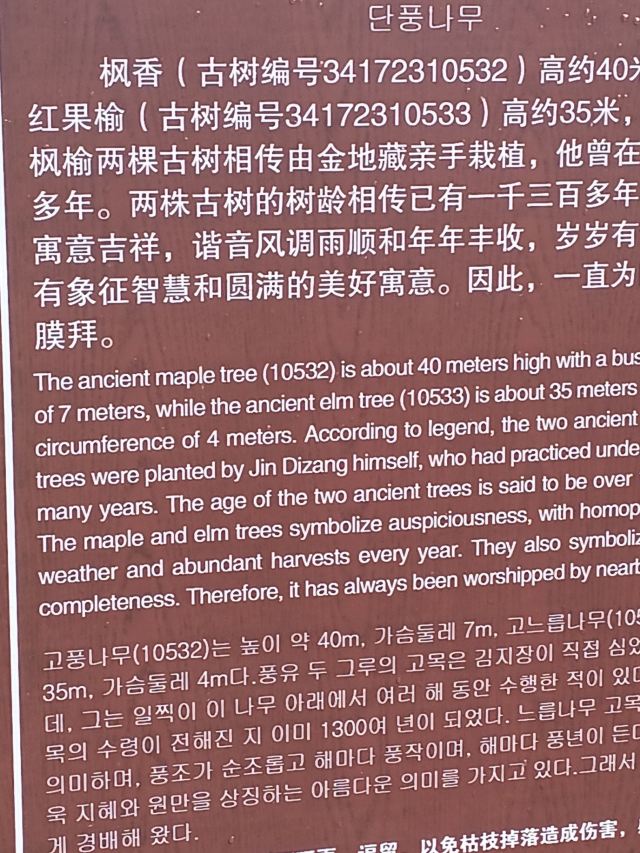 단풍나무
枫香（古树编号34172310532）高约40米
红果榆（古树编号34172310533）高约35米，
枫榆两棵古树相传由金地藏亲手栽植，他曾在
多年。两株古树的树龄相传已有一千三百多年
寓意吉祥，谐音风调雨顺和年年丰收，岁岁有
有象征智慧和圆满的美好寓意。因此，一直为
膜拜。
The ancient maple tree (10532) is about 40 meters high with a
of 7 meters, while the ancient elm tree (10533) is about 35 meters
circumference of 4 meters. According to legend, the two ancient
trees were planted by Jin Dizang himself, who had practiced
many years. The age of the two ancient trees is said to be over
The maple and elm trees symbolize auspiciousness, with
weather and abundant harvests every year. They also
completeness. Therefore, it has always been worshipped by
고풍나무(10532)는 높이 약 40m, 가슴둘레 7m, 고느릅나무(105
35m, 가슴둘레 4m다.풍유 두 그루의 고목은 김지장이 직접
데, 그는 일찍이 이 나무 아래에서 여러 해 동안 수행한 적이
목의 수령이 전해진 지 이미 1300여 년이 되었다. 느릅나무 고목
의미하며, 풍조가 순조롭고 해마다 풍작이며, 해마다 풍년이
욱 지혜와 원만을 상징하는 아름다운 의미를 가지고 있다.그래서
게 경배해 왔다.
以免枯枝掉落造成伤害，